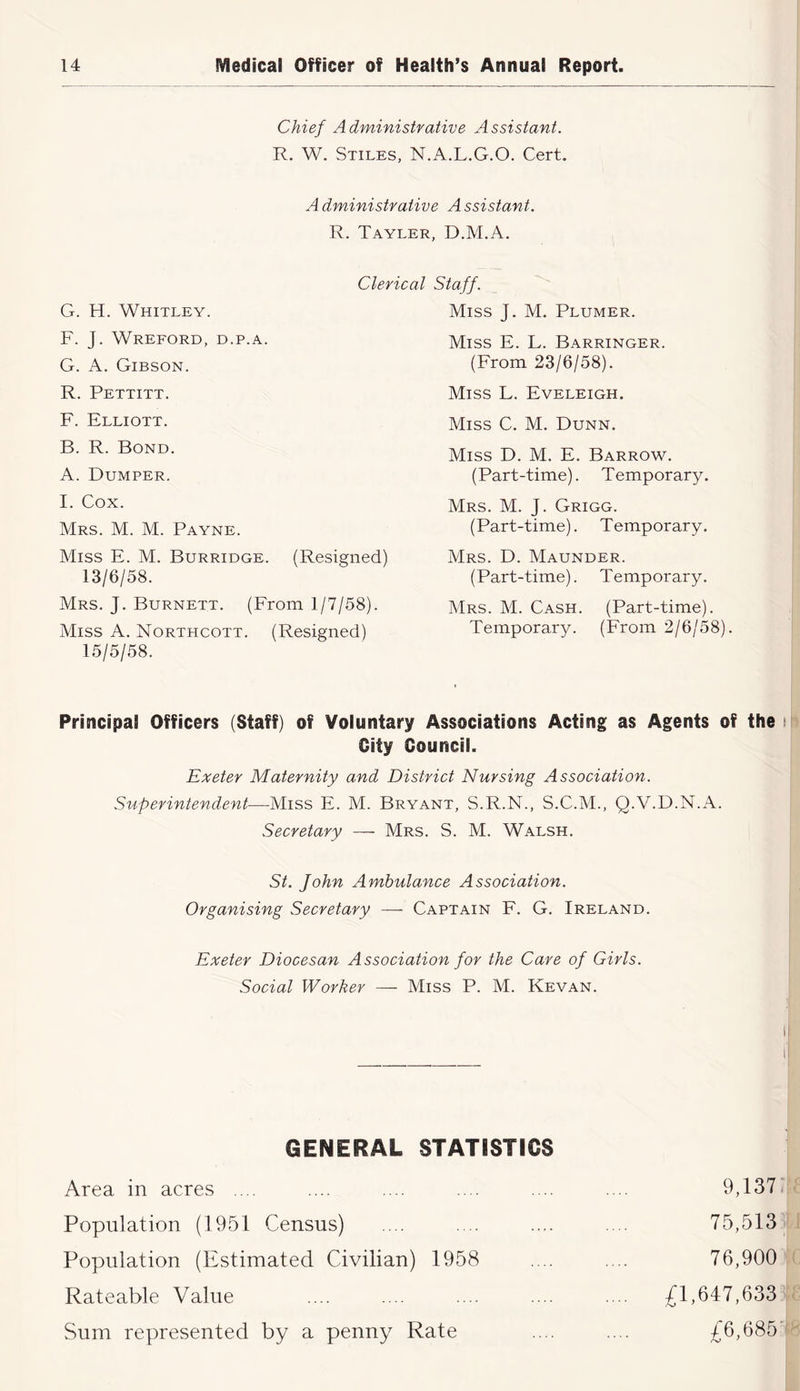 14 Medical Officer of Health's Annual Report.
Chief Administrative Assistant.
R. W. Stiles, N.A.L.G.O. Cert.
Administrative Assistant.
R. Tayler, D.M.A.
Clerical Staff.
G. H. Whitley.
F. J. Wreford, D.P.A.
G. A. Gibson.
R. Pettitt.
F. Elliott.
B. R. Bond.
A. Dumper.
I. Cox.
Mrs. M. M. Payne.
Miss E. M. Burridge. (Resigned)
13/6/58.
Mrs. J. Burnett. (From 1/7/58).
Miss A. Northcott. (Resigned)
15/5/58.
Miss J. M. Plumer.
Miss E. L. Barringer.
(From 23/6/58).
Miss L. Eveleigh.
Miss C. M. Dunn.
Miss D. M. E. Barrow.
(Part-time). Temporary.
Mrs. M. J. Grigg.
(Part-time). Temporary.
Mrs. D. Maunder.
(Part-time). Temporary.
Mrs. M. Cash. (Part-time).
Temporary. (From 2/6/58).
Principal Officers (Staff) of Voluntary Associations Acting as Agents of the
City Council.
Exeter Maternity and District Nursing Association.
Superintendent—Miss E. M. Bryant, S.R.N., S.C.M., Q.V.D.N.A.
Secretary — Mrs. S. M. Walsh.
St. John Ambulance Association.
Organising Secretary — Captain F. G. Ireland.
Exeter Diocesan Association for the Care of Girls.
Social Worker — Miss P. M. Kevan.
GENERAL STATISTICS
Area in acres .... .... .... .... .... .... 9,137
Population (1951 Census) .... .... .... .... 75,513
Population (Estimated Civilian) 1958 .... .... 76,900
Rateable Value .... .... .... .... .... £1,647,633
Sum represented by a penny Rate .... .... £6,685